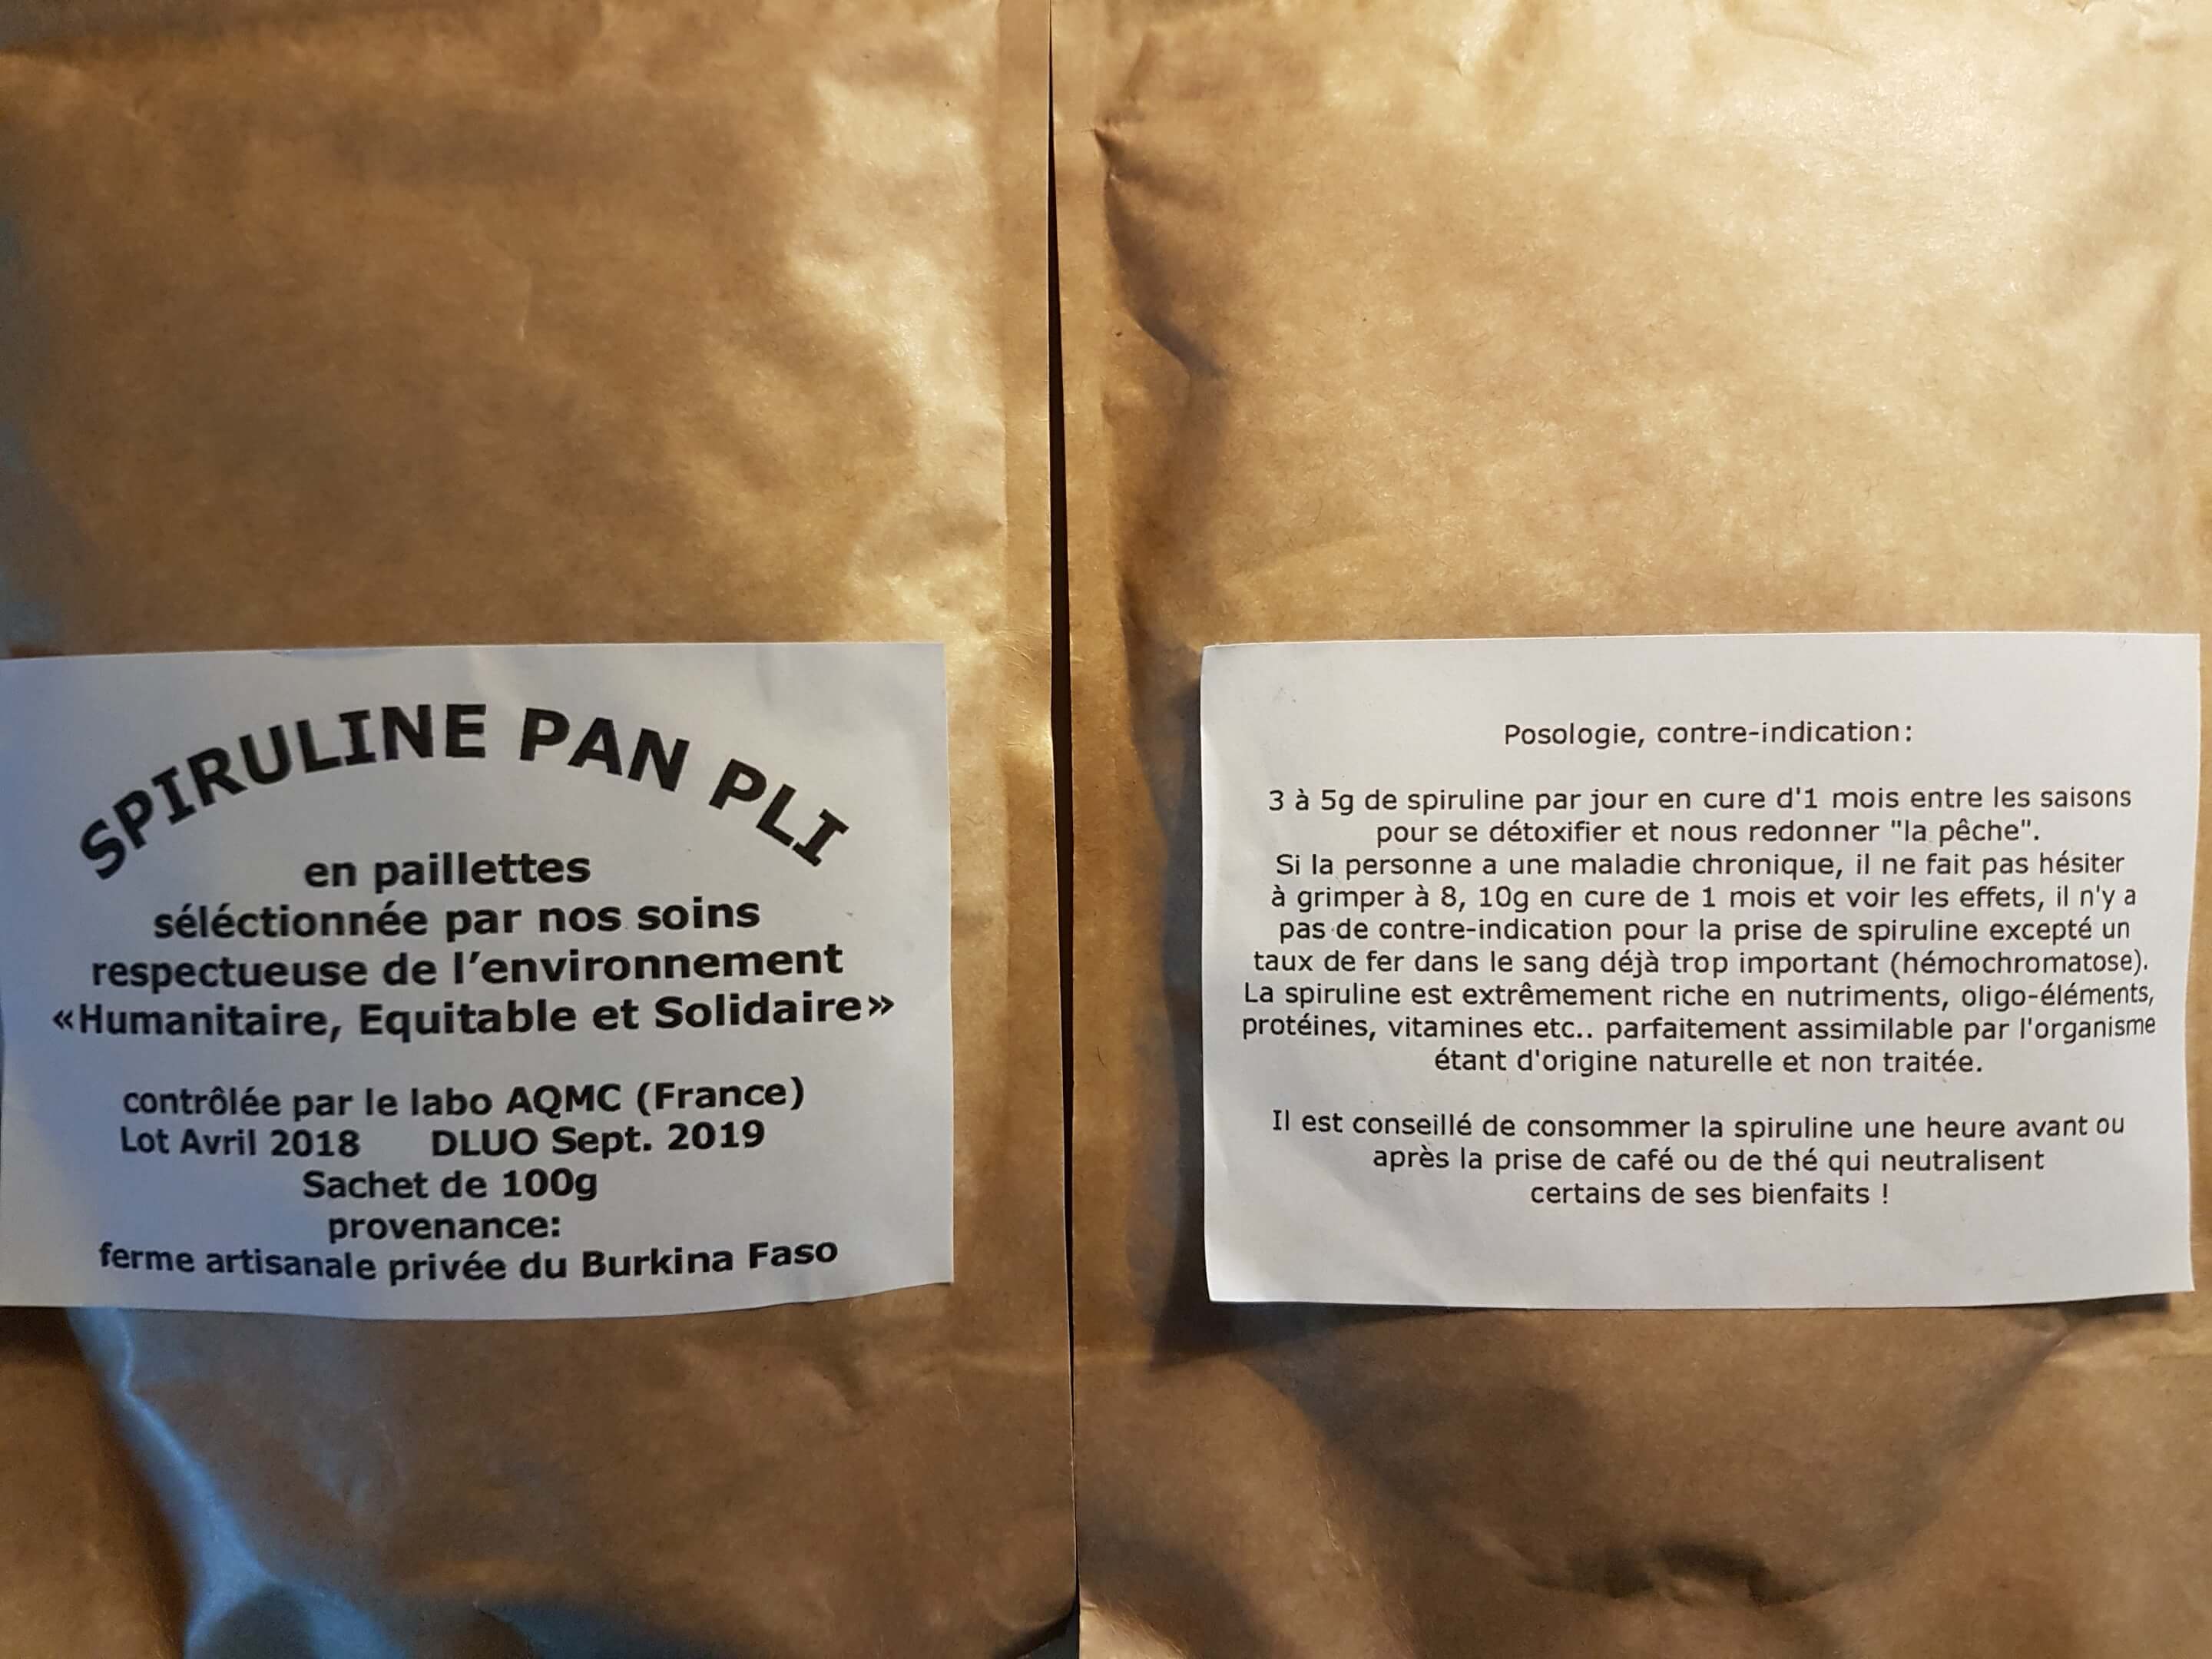 SPIRULINE PAN PLI
en paillettes
séléctionnée par nos soins
respectueuse de l'environnement
«Humanitaire, Equitable et Solidaire»
contrôlée par le labo AQMC (France)
Lot Avril 2018 DLUO Sept. 2019
Sachet de 100g
provenance:
ferme artisanale privée du Burkina Faso
Posologie, contre-indication:
3 à 5g de spiruline par jour en cure d'1 mois entre les saisons
pour se détoxifier et nous redonner "la pêche".
Si la personne a une maladie chronique, il ne fait pas hésiter
à grimper à 8, 10g en cure de 1 mois et voir les effets, il n'y a
pas de contre-indication pour la prise de spiruline excepté un
taux de fer dans le sang déjà trop important (hémochromatose).
La spiruline est extrêmement riche en nutriments, oligo-éléments,
protéines, vitamines etc.. parfaitement assimilable par l'organisme
étant d'origine naturelle et non traitée.
Il est conseillé de consommer la spiruline une heure avant ou
après la prise de café ou de thé qui neutralisent
certains de ses bienfaits !